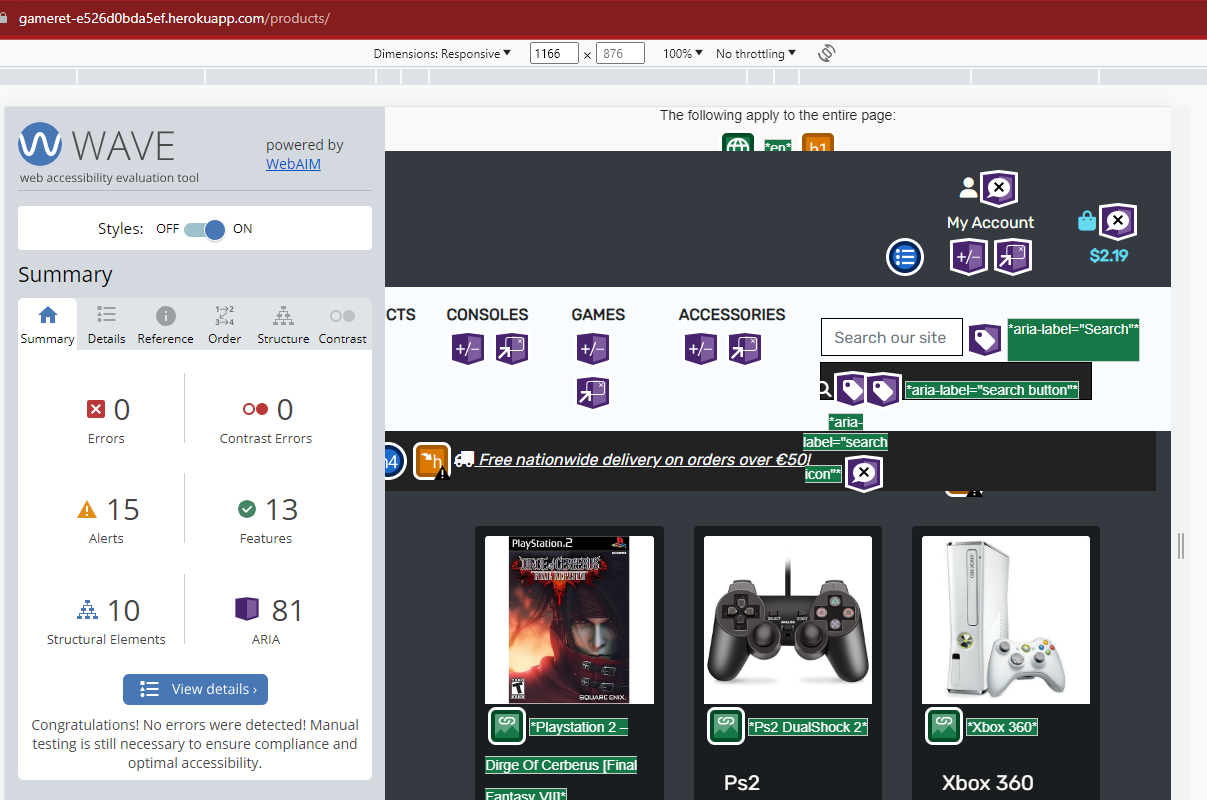 gameret-e526d0bda5ef.herokuapp.com/products/
Dimensions: Responsive 1166 × 876 100% No throttling
WAVE
web accessibility evaluation tool
powered by
WebAIM
Styles: OFF ON
Summary
Summary Details Reference Order Structure Contrast
0
Errors
0
Contrast Errors
15
Alerts
13
Features
10
Structural Elements
81
ARIA
View details ›
Congratulations! No errors were detected! Manual
testing is still necessary to ensure compliance and
optimal accessibility.
The following apply to the entire page:
*en* h1
My Account
+/-
$2.19
CTS CONSOLES GAMES ACCESSORIES
+/- +/- +/-
Search our site
*aria-label="Search"*
*aria-label="search button"*
*aria-
label="search
icon"*
h4 h
Free nationwide delivery on orders over €50!
PlayStation.2
DIRGE OF CERBERUS
FINAL FANTASY VII
SQUARE ENIX.
SELECT START
ANALOG
XBOX 360
*Playstation 2 –
Dirge Of Cerberus [Final
Fantasy VII]*
*Ps2 DualShock 2*
*Xbox 360*
Ps2
Xbox 360